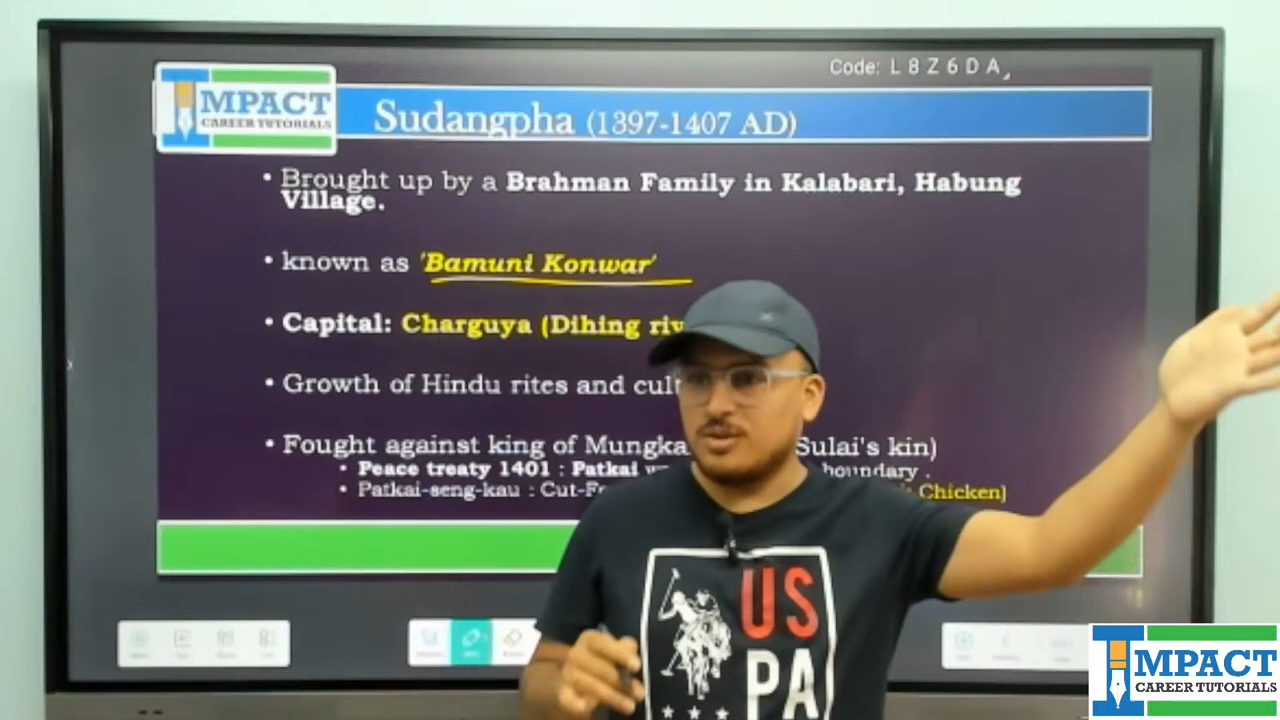 Code: L 8 Z 6 D A
IMPACT
CAREER TUTORIALS
Sudangpha (1397-1407 AD)
• Brought up by a Brahman Family in Kalabari, Habung
Village.
• known as 'Bamuni Konwar'
• Capital: Charguya (Dihing riv
• Growth of Hindu rites and cult
• Fought against king of Mungka Sulai's kin)
• Peace treaty 1401 : Patkai boundary .
• Patkai-seng-kau : Cut-Fo Chicken)
US
PA
IMPACT
CAREER TUTORIALS